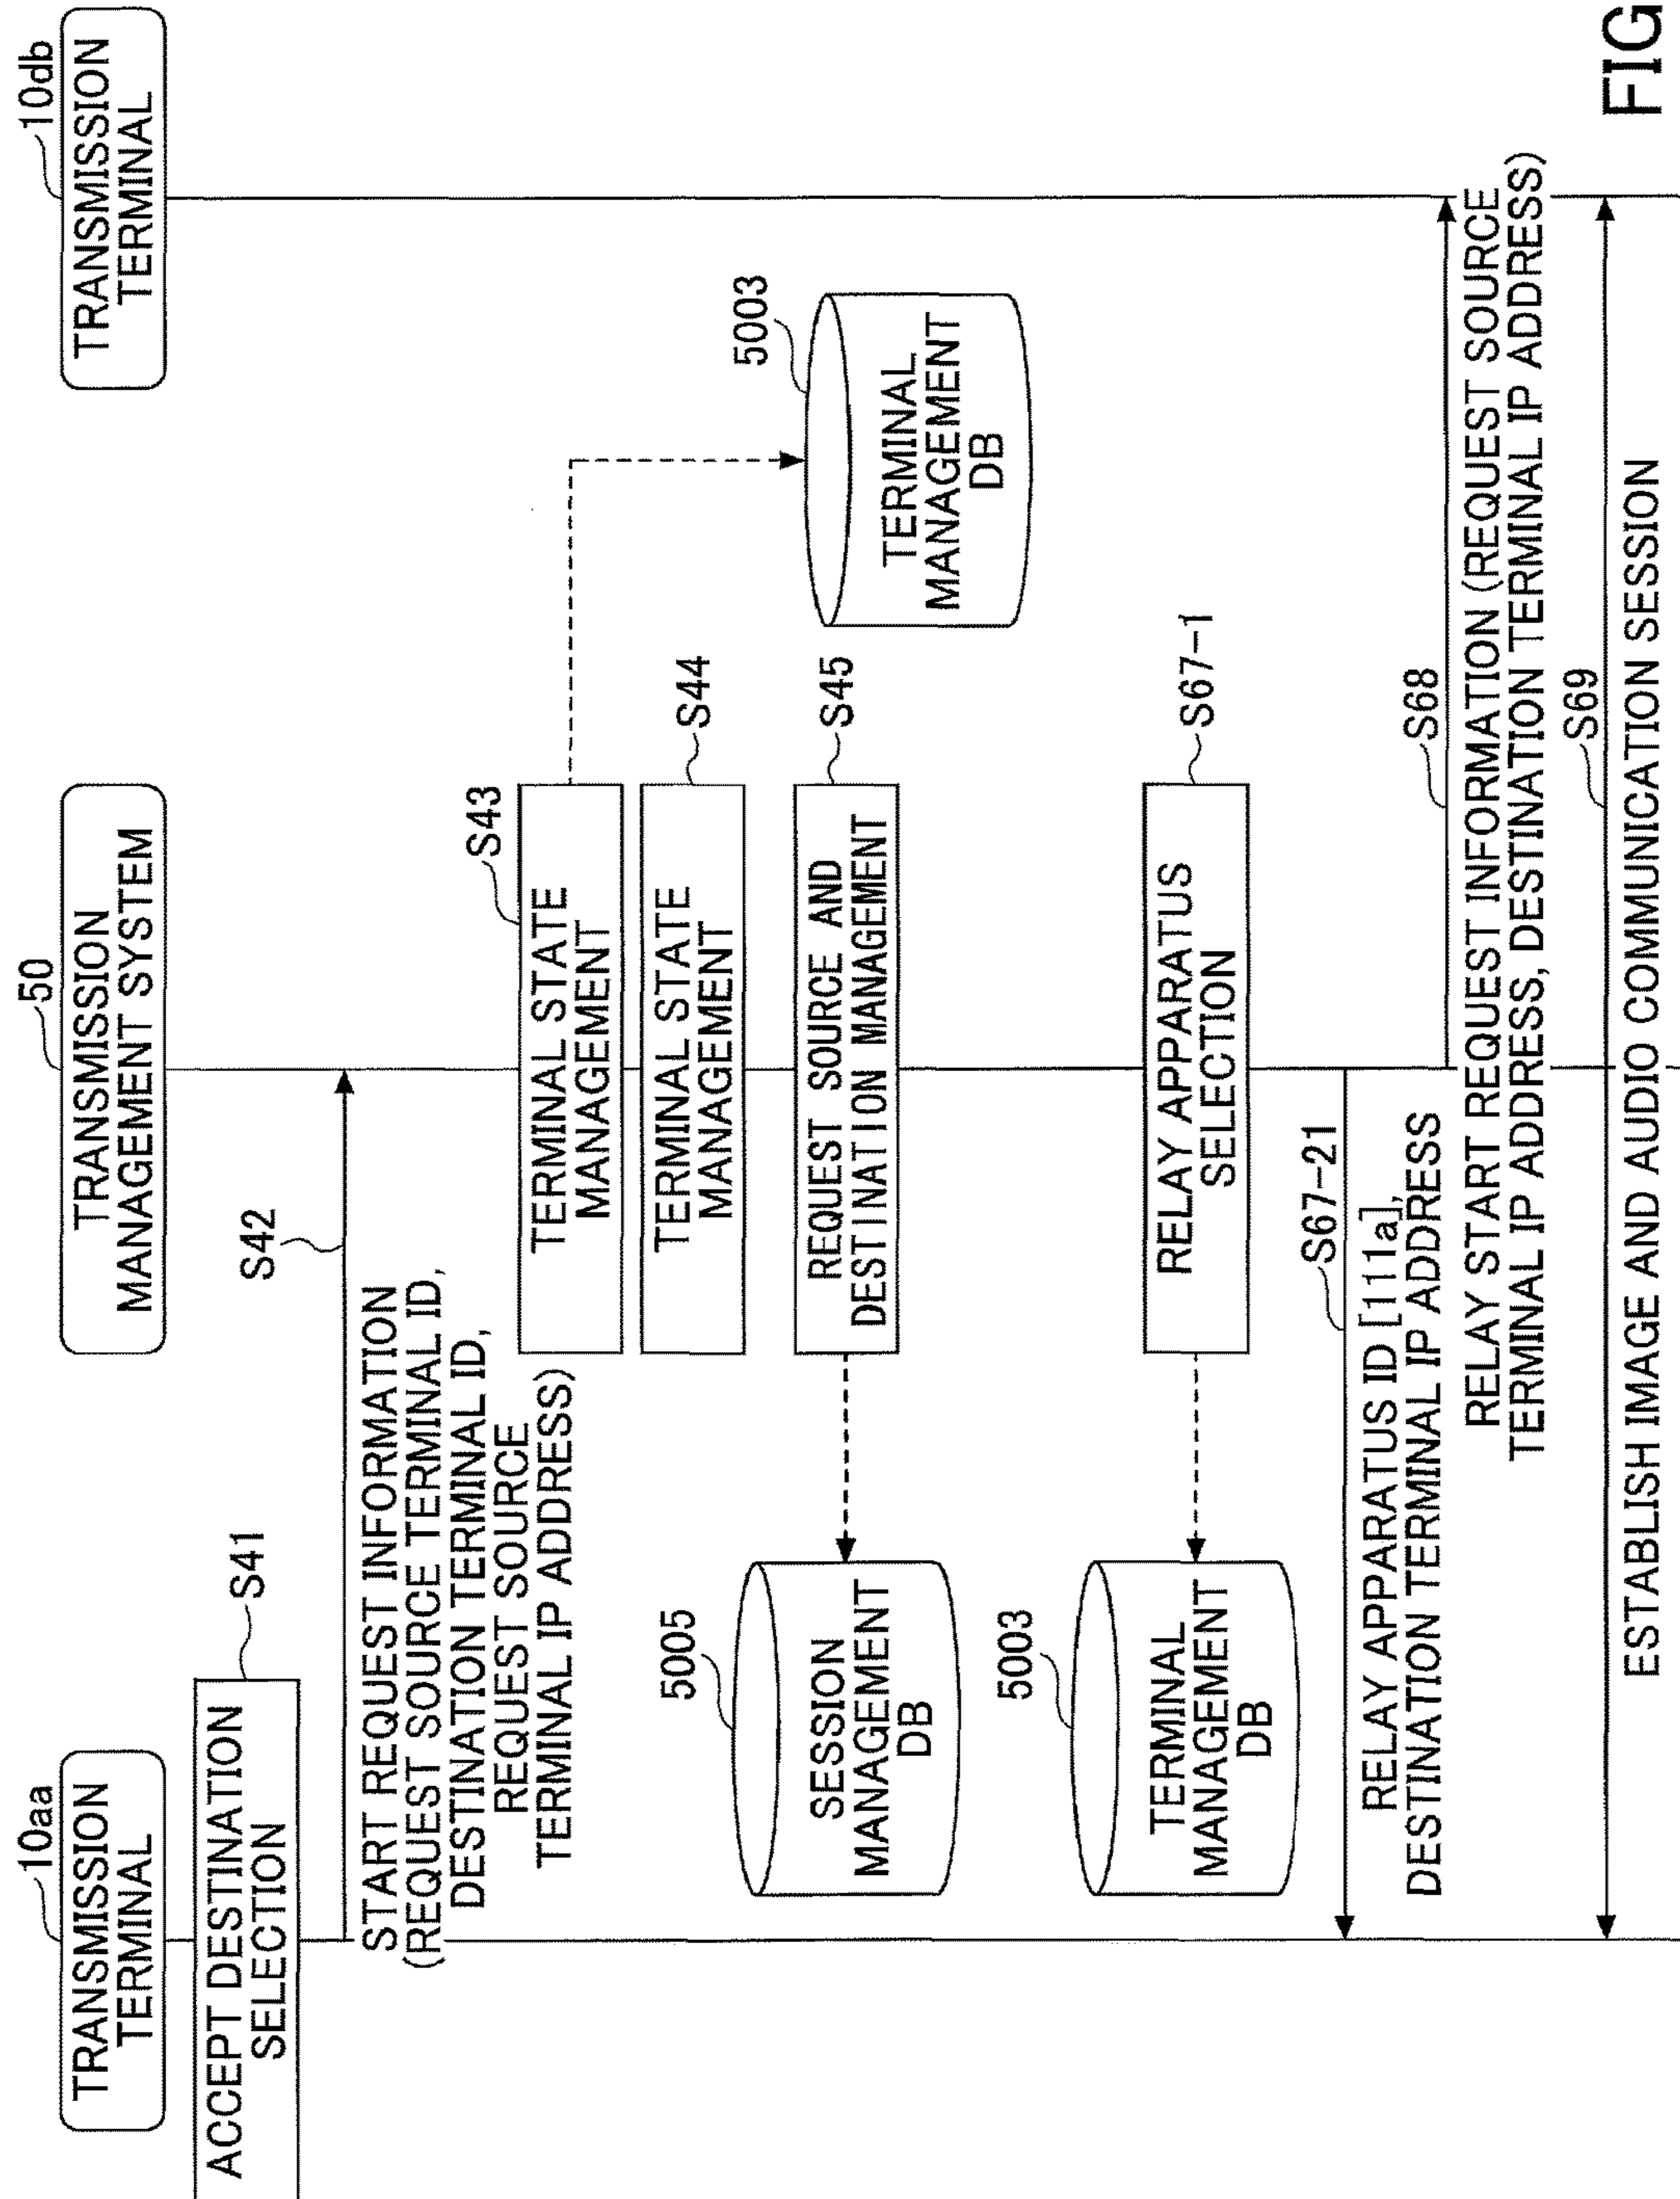 10aa
TRANSMISSION
TERMINAL
50
TRANSMISSION
MANAGEMENT SYSTEM
10db
TRANSMISSION
TERMINAL
ACCEPT DESTINATION
SELECTION
S41
S42
START REQUEST INFORMATION
(REQUEST SOURCE TERMINAL ID,
DESTINATION TERMINAL ID,
REQUEST SOURCE
TERMINAL IP ADDRESS)
S43
TERMINAL STATE
MANAGEMENT
TERMINAL STATE
MANAGEMENT
S44
5003
TERMINAL
MANAGEMENT
DB
REQUEST SOURCE AND
DESTINATION MANAGEMENT
S45
5005
SESSION
MANAGEMENT
DB
RELAY APPARATUS
SELECTION
S67-1
5003
TERMINAL
MANAGEMENT
DB
S67-21
RELAY APPARATUS ID [111a],
DESTINATION TERMINAL IP ADDRESS
S68
RELAY START REQUEST INFORMATION (REQUEST SOURCE
TERMINAL IP ADDRESS, DESTINATION TERMINAL IP ADDRESS)
S69
ESTABLISH IMAGE AND AUDIO COMMUNICATION SESSION
FIG